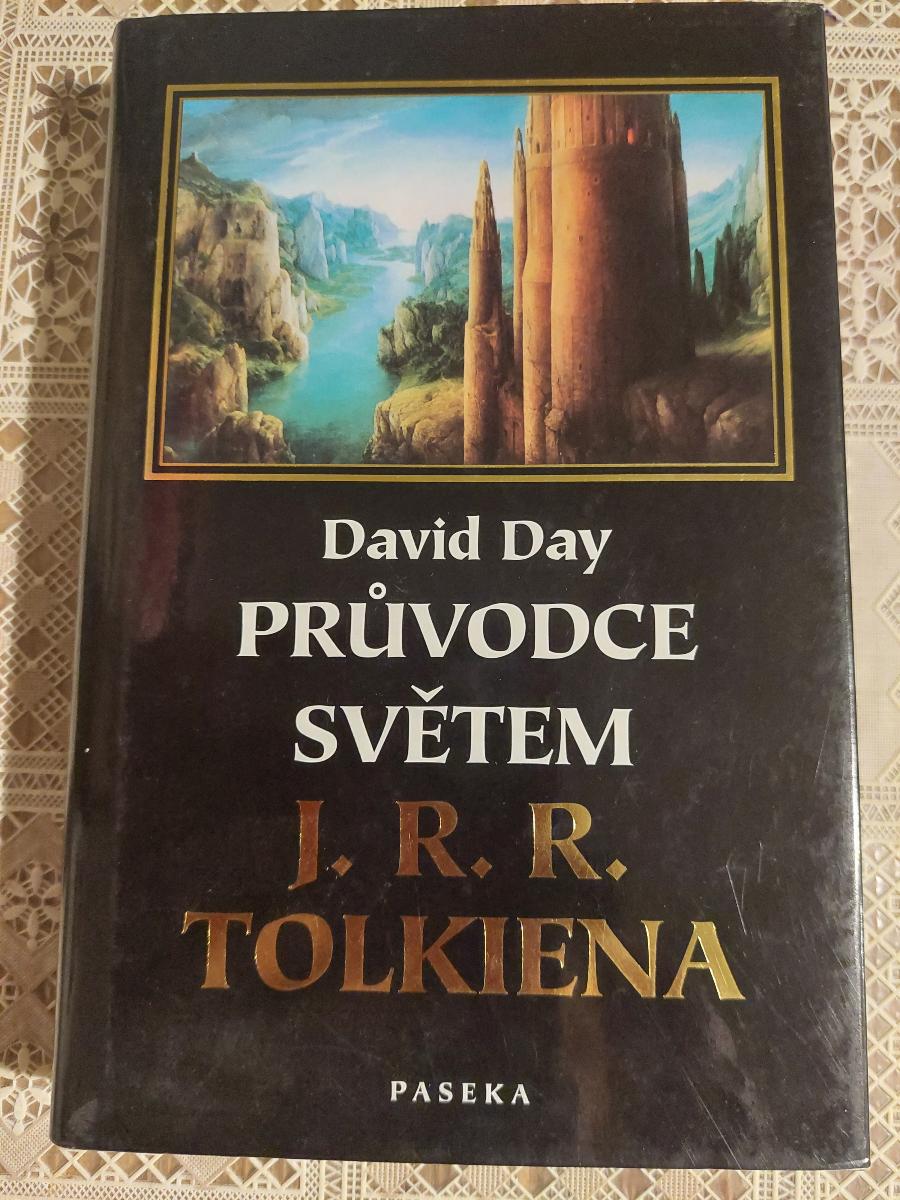 David Day
PRŮVODCE
SVĚTEM
J. R. R.
TOLKIENA
PASEKA